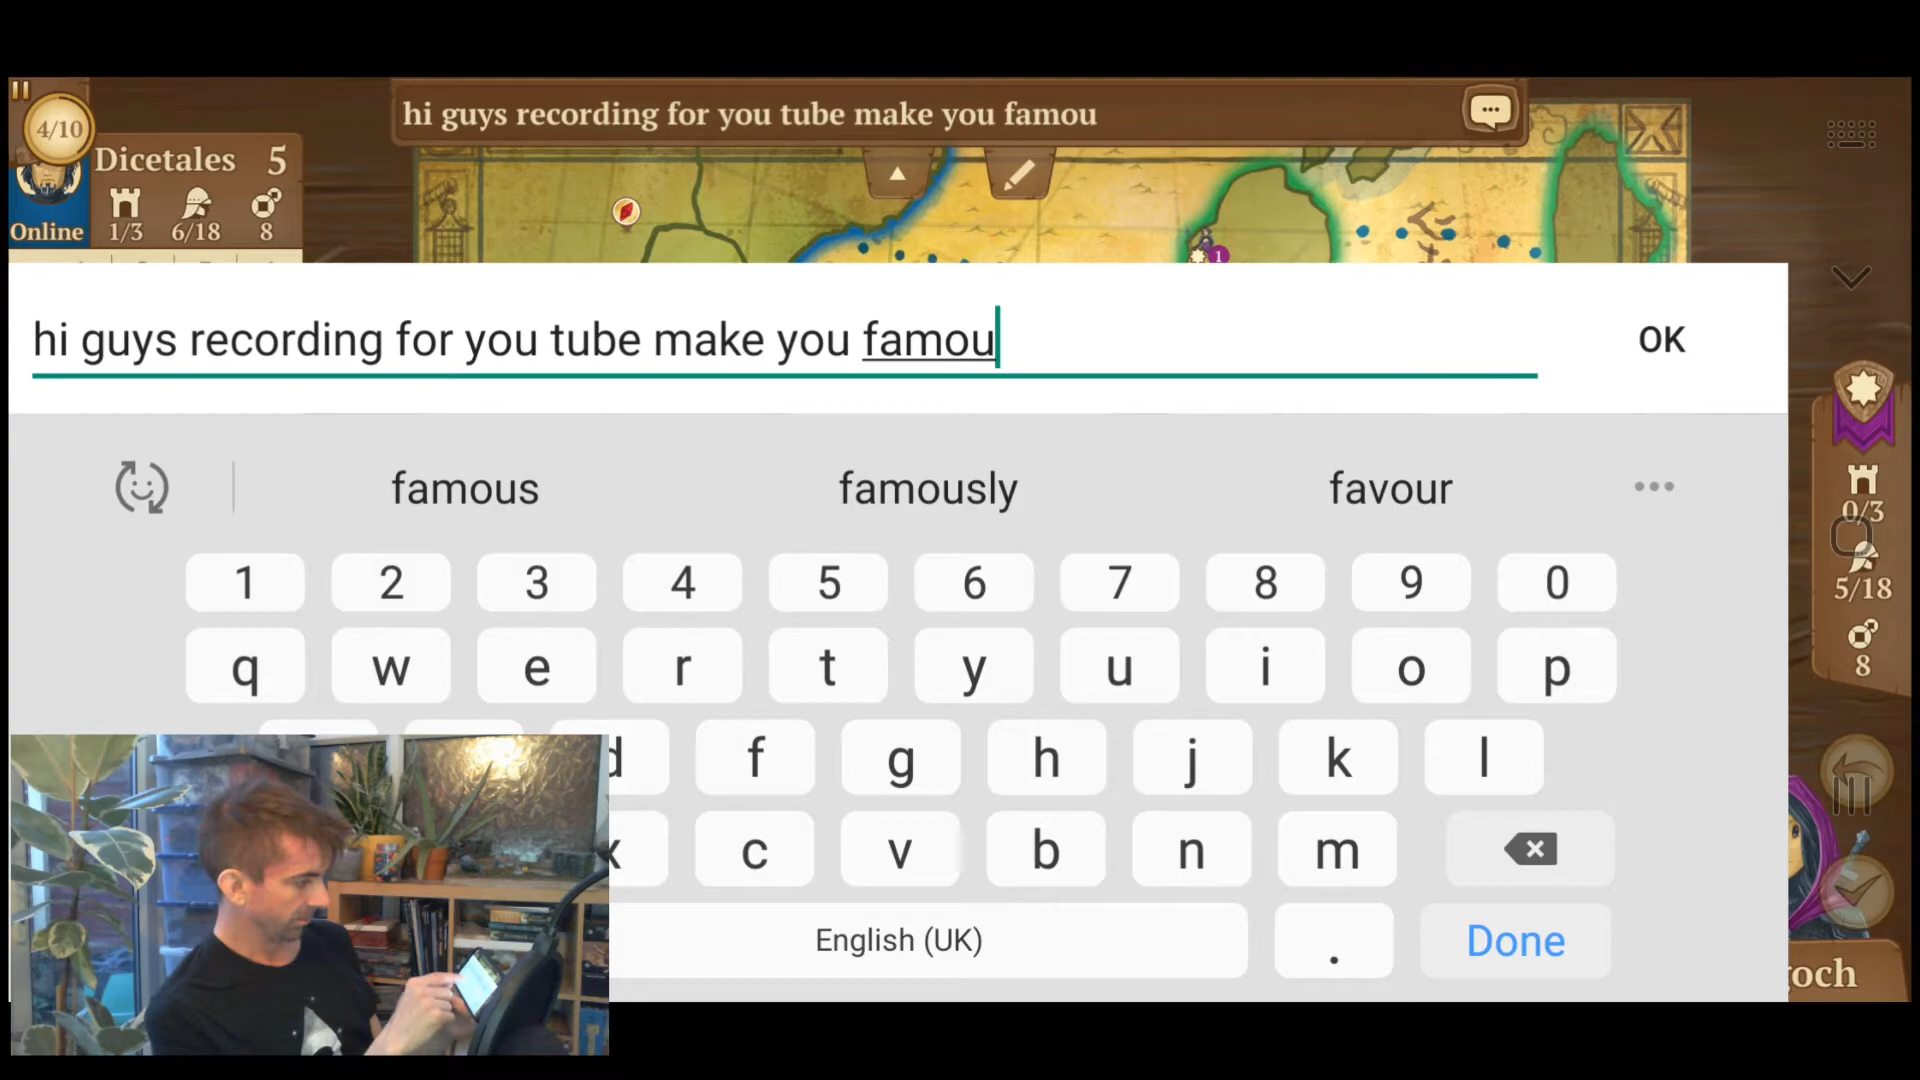 4/10
hi guys recording for you tube make you famou
Dicetales 5
1/3 6/18 8
Online
1
hi guys recording for you tube make you famou
OK
famous famously favour
1 2 3 4 5 6 7 8 9 0
q w e r t y u i o p
d f g h j k l
x c v b n m
English (UK) . Done
0/3
5/18
8
och